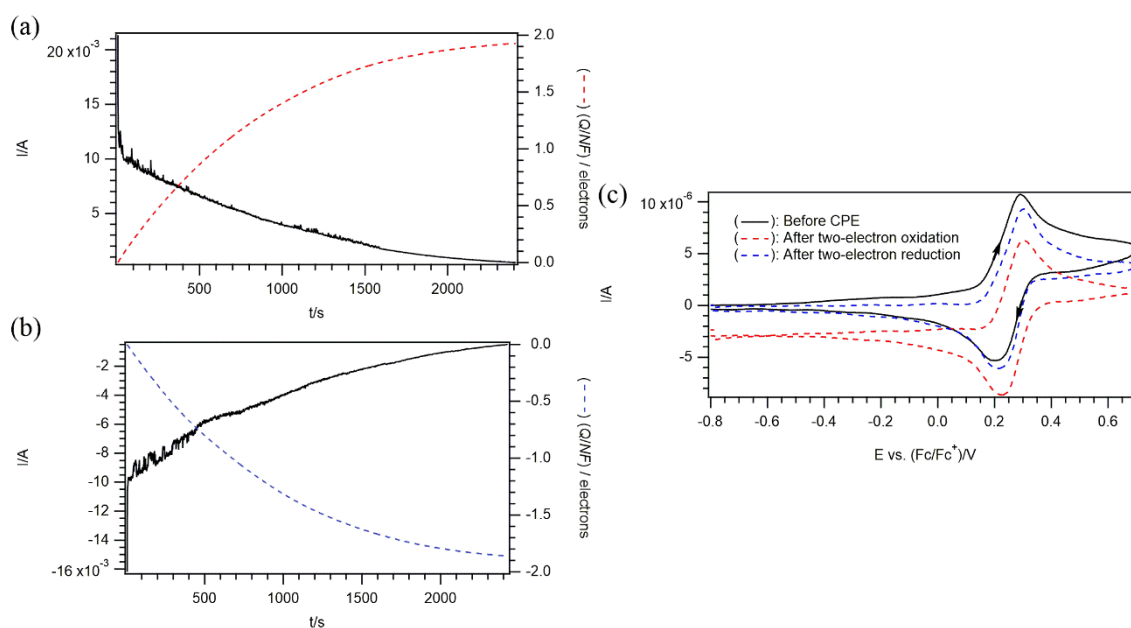 (a)
20 x10⁻³
15
10
5
I/A
2.0
1.5
1.0
0.5
0.0
(---) (Q/NF) / electrons
500
1000
1500
2000
t/s
(b)
-2
-4
-6
-8
-10
-12
-14
-16 x10⁻³
I/A
0.0
-0.5
-1.0
-1.5
-2.0
(---) (Q/NF) / electrons
500
1000
1500
2000
t/s
(c)
10 x10⁻⁶
5
0
-5
I/A
(—): Before CPE
(---): After two-electron oxidation
(---): After two-electron reduction
-0.8
-0.6
-0.4
-0.2
0.0
0.2
0.4
0.6
E vs. (Fc/Fc⁺)/V